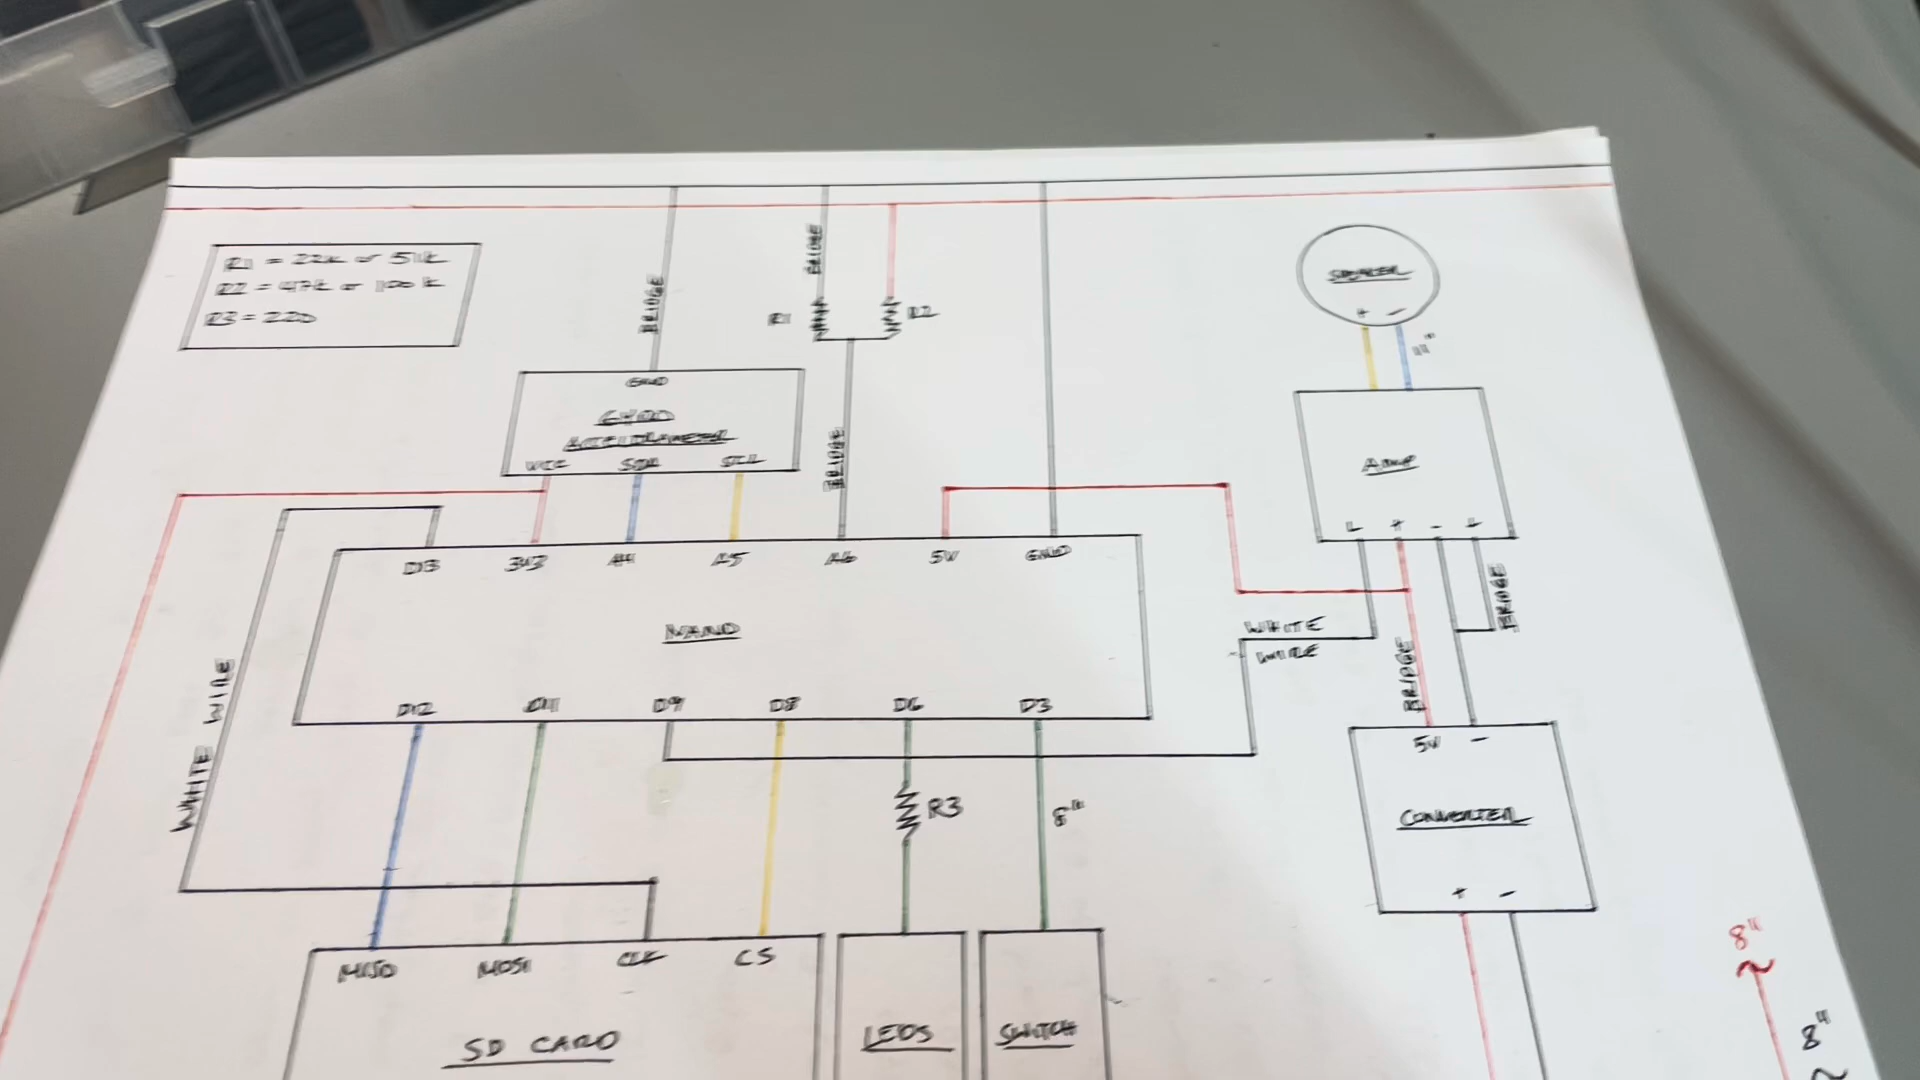 R1 = 22k or 51k
R2 = 47k or 100k
R3 = 220
BRIDGE
BRIDGE
R1
R2
BRIDGE
GND
GYRO
ACCELEROMETER
VCC SDA SCL
SPEAKER
+ -
11"
AMP
L + - L
BRIDGE
D13 3V3 A4 A5 A6 5V GND
NANO
D12 D11 D9 D8 D6 D3
WHITE WIRE
WHITE
WIRE
BRIDGE
5V -
CONVERTER
+ -
R3
8"
MISO MOSI CLK CS
SD CARD
LEDS
SWITCH
8"
8"